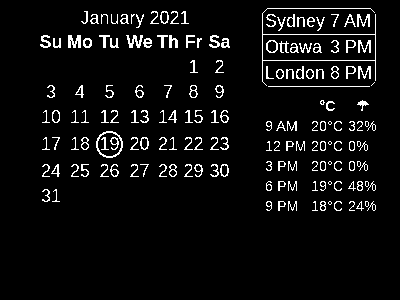 January 2021
Su Mo Tu We Th Fr Sa
1 2
3 4 5 6 7 8 9
10 11 12 13 14 15 16
17 18 19 20 21 22 23
24 25 26 27 28 29 30
31
Sydney 7 AM
Ottawa 3 PM
London 8 PM
°C ☂
9 AM 20°C 32%
12 PM 20°C 0%
3 PM 20°C 0%
6 PM 19°C 48%
9 PM 18°C 24%